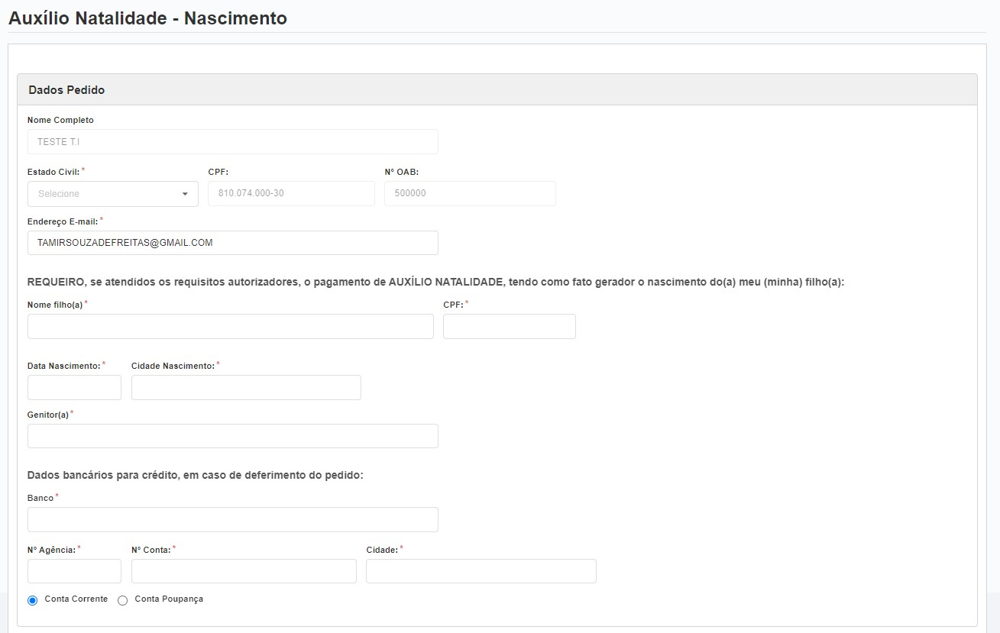 Auxílio Natalidade - Nascimento
Dados Pedido
Nome Completo
TESTE T.I
Estado Civil: * CPF: Nº OAB:
Selecione 810.074.000-30 500000
Endereço E-mail: *
TAMIRSOUZADEFREITAS@GMAIL.COM
REQUEIRO, se atendidos os requisitos autorizadores, o pagamento de AUXÍLIO NATALIDADE, tendo como fato gerador o nascimento do(a) meu (minha) filho(a):
Nome filho(a) * CPF: *
Data Nascimento: * Cidade Nascimento: *
Genitor(a) *
Dados bancários para crédito, em caso de deferimento do pedido:
Banco *
Nº Agência: * Nº Conta: * Cidade: *
Conta Corrente Conta Poupança